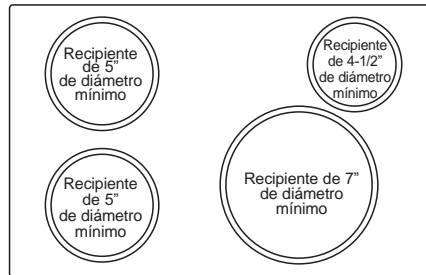 Recipiente
de 5”
de diámetro
mínimo
Recipiente
de 4-1/2”
de diámetro
mínimo
Recipiente
de 5”
de diámetro
mínimo
Recipiente de 7”
de diámetro
mínimo